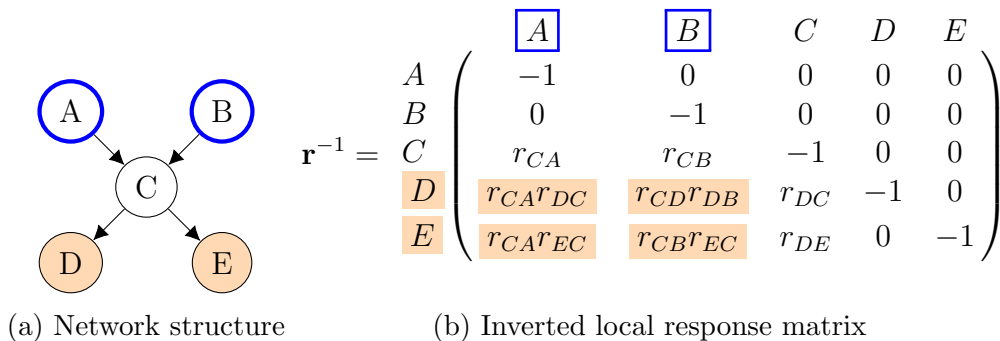 A B C D E
A −1 0 0 0 0
A B
B 0 −1 0 0 0
r⁻¹ =
C r_{CA} r_{CB} −1 0 0
C
D r_{CA}r_{DC} r_{CD}r_{DB} r_{DC} −1 0
E r_{CA}r_{EC} r_{CB}r_{EC} r_{DE} 0 −1
D E
(a) Network structure
(b) Inverted local response matrix